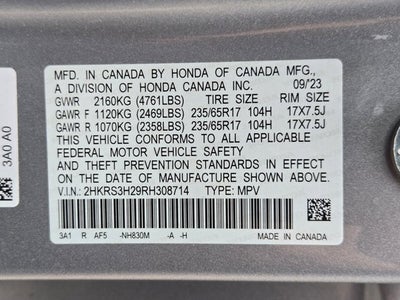 MFD. IN CANADA BY HONDA OF CANADA MFG.,
A DIVISION OF HONDA CANADA INC. 09/'23
GVWR 2160KG (4761LBS) TIRE SIZE RIM SIZE
GAWR F 1120KG (2469LBS) 235/65R17 104H 17X7.5J
GAWR R 1070KG (2358LBS) 235/65R17 104H 17X7.5J
THIS VEHICLE CONFORMS TO ALL APPLICABLE
FEDERAL MOTOR VEHICLE SAFETY
AND THEFT PREVENTION STANDARDS IN EFFECT
ON THE DATE OF MANUFACTURE SHOWN ABOVE.
V.I.N.: 2HKRS3H29RH308714 TYPE: MPV
3A1 R AF5 -NH830M -A -H MADE IN CANADA
3A0 A0